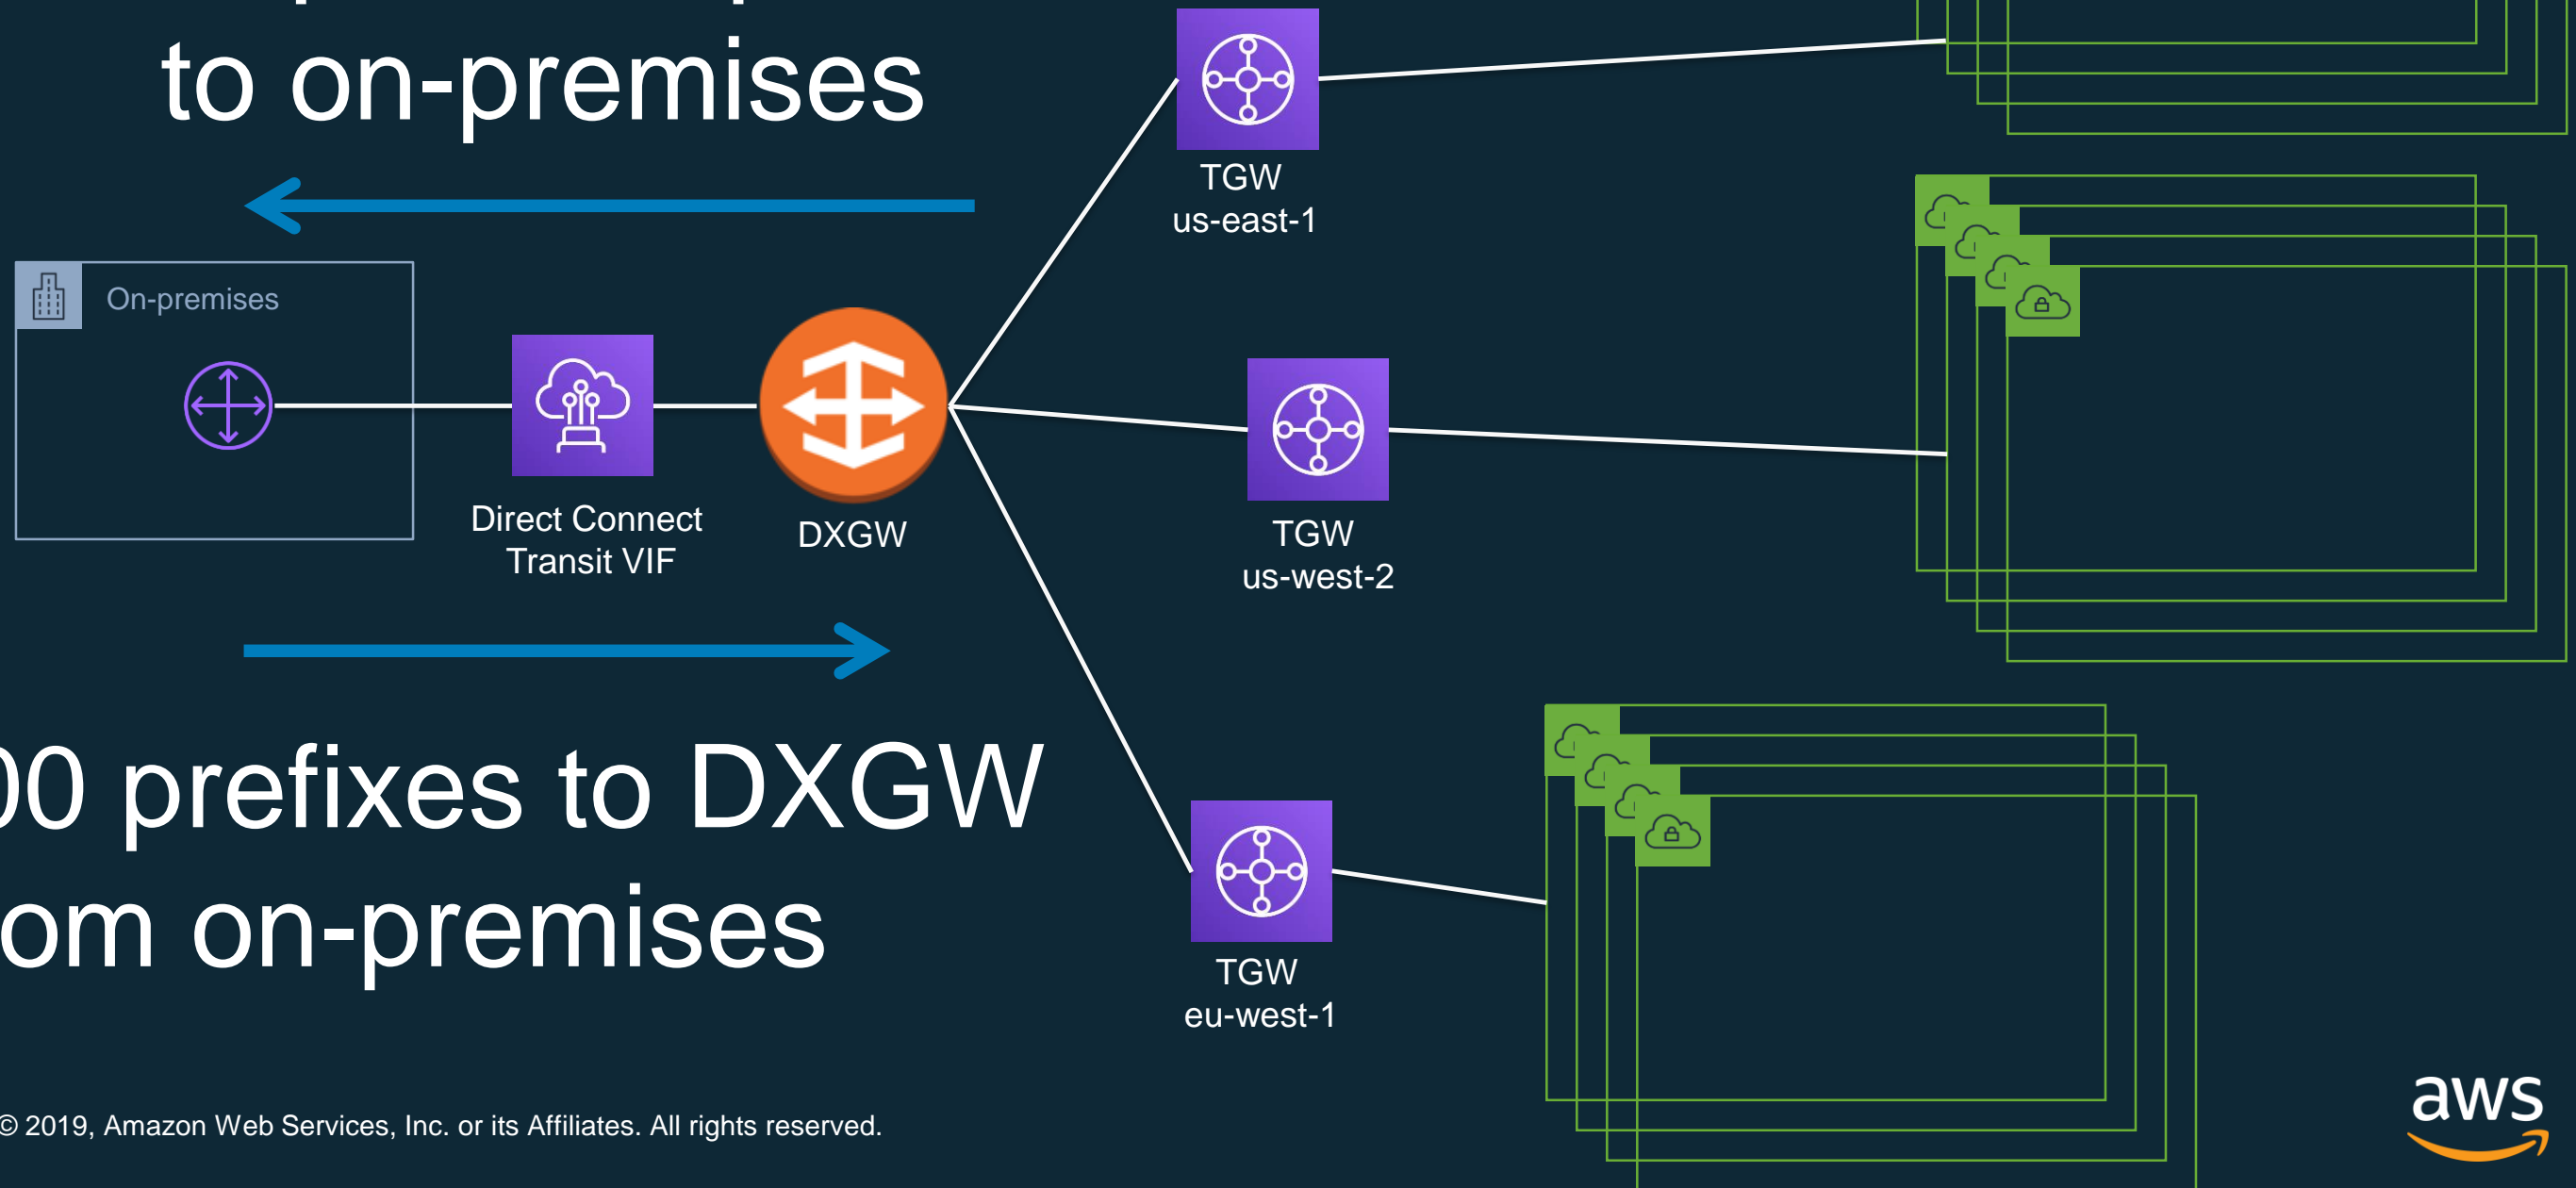 to on-premises
TGW
us-east-1
On-premises
Direct Connect
Transit VIF
DXGW
TGW
us-west-2
00 prefixes to DXGW
om on-premises
TGW
eu-west-1
© 2019, Amazon Web Services, Inc. or its Affiliates. All rights reserved.
aws